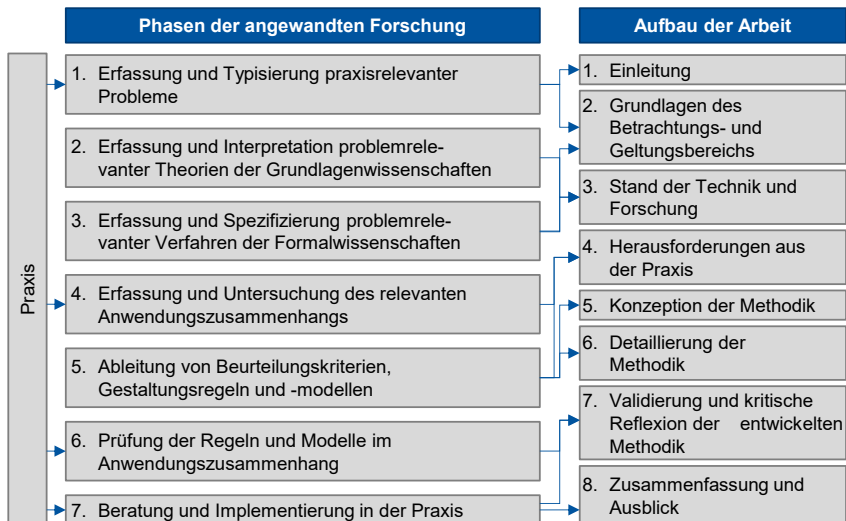 Phasen der angewandten Forschung
Aufbau der Arbeit
Praxis
1. Erfassung und Typisierung praxisrelevanter
Probleme
2. Erfassung und Interpretation problemrele-
vanter Theorien der Grundlagenwissenschaften
3. Erfassung und Spezifizierung problemrele-
vanter Verfahren der Formalwissenschaften
4. Erfassung und Untersuchung des relevanten
Anwendungszusammenhangs
5. Ableitung von Beurteilungskriterien,
Gestaltungsregeln und -modellen
6. Prüfung der Regeln und Modelle im
Anwendungszusammenhang
7. Beratung und Implementierung in der Praxis
1. Einleitung
2. Grundlagen des
Betrachtungs- und
Geltungsbereichs
3. Stand der Technik und
Forschung
4. Herausforderungen aus
der Praxis
5. Konzeption der Methodik
6. Detaillierung der
Methodik
7. Validierung und kritische
Reflexion der entwickelten
Methodik
8. Zusammenfassung und
Ausblick